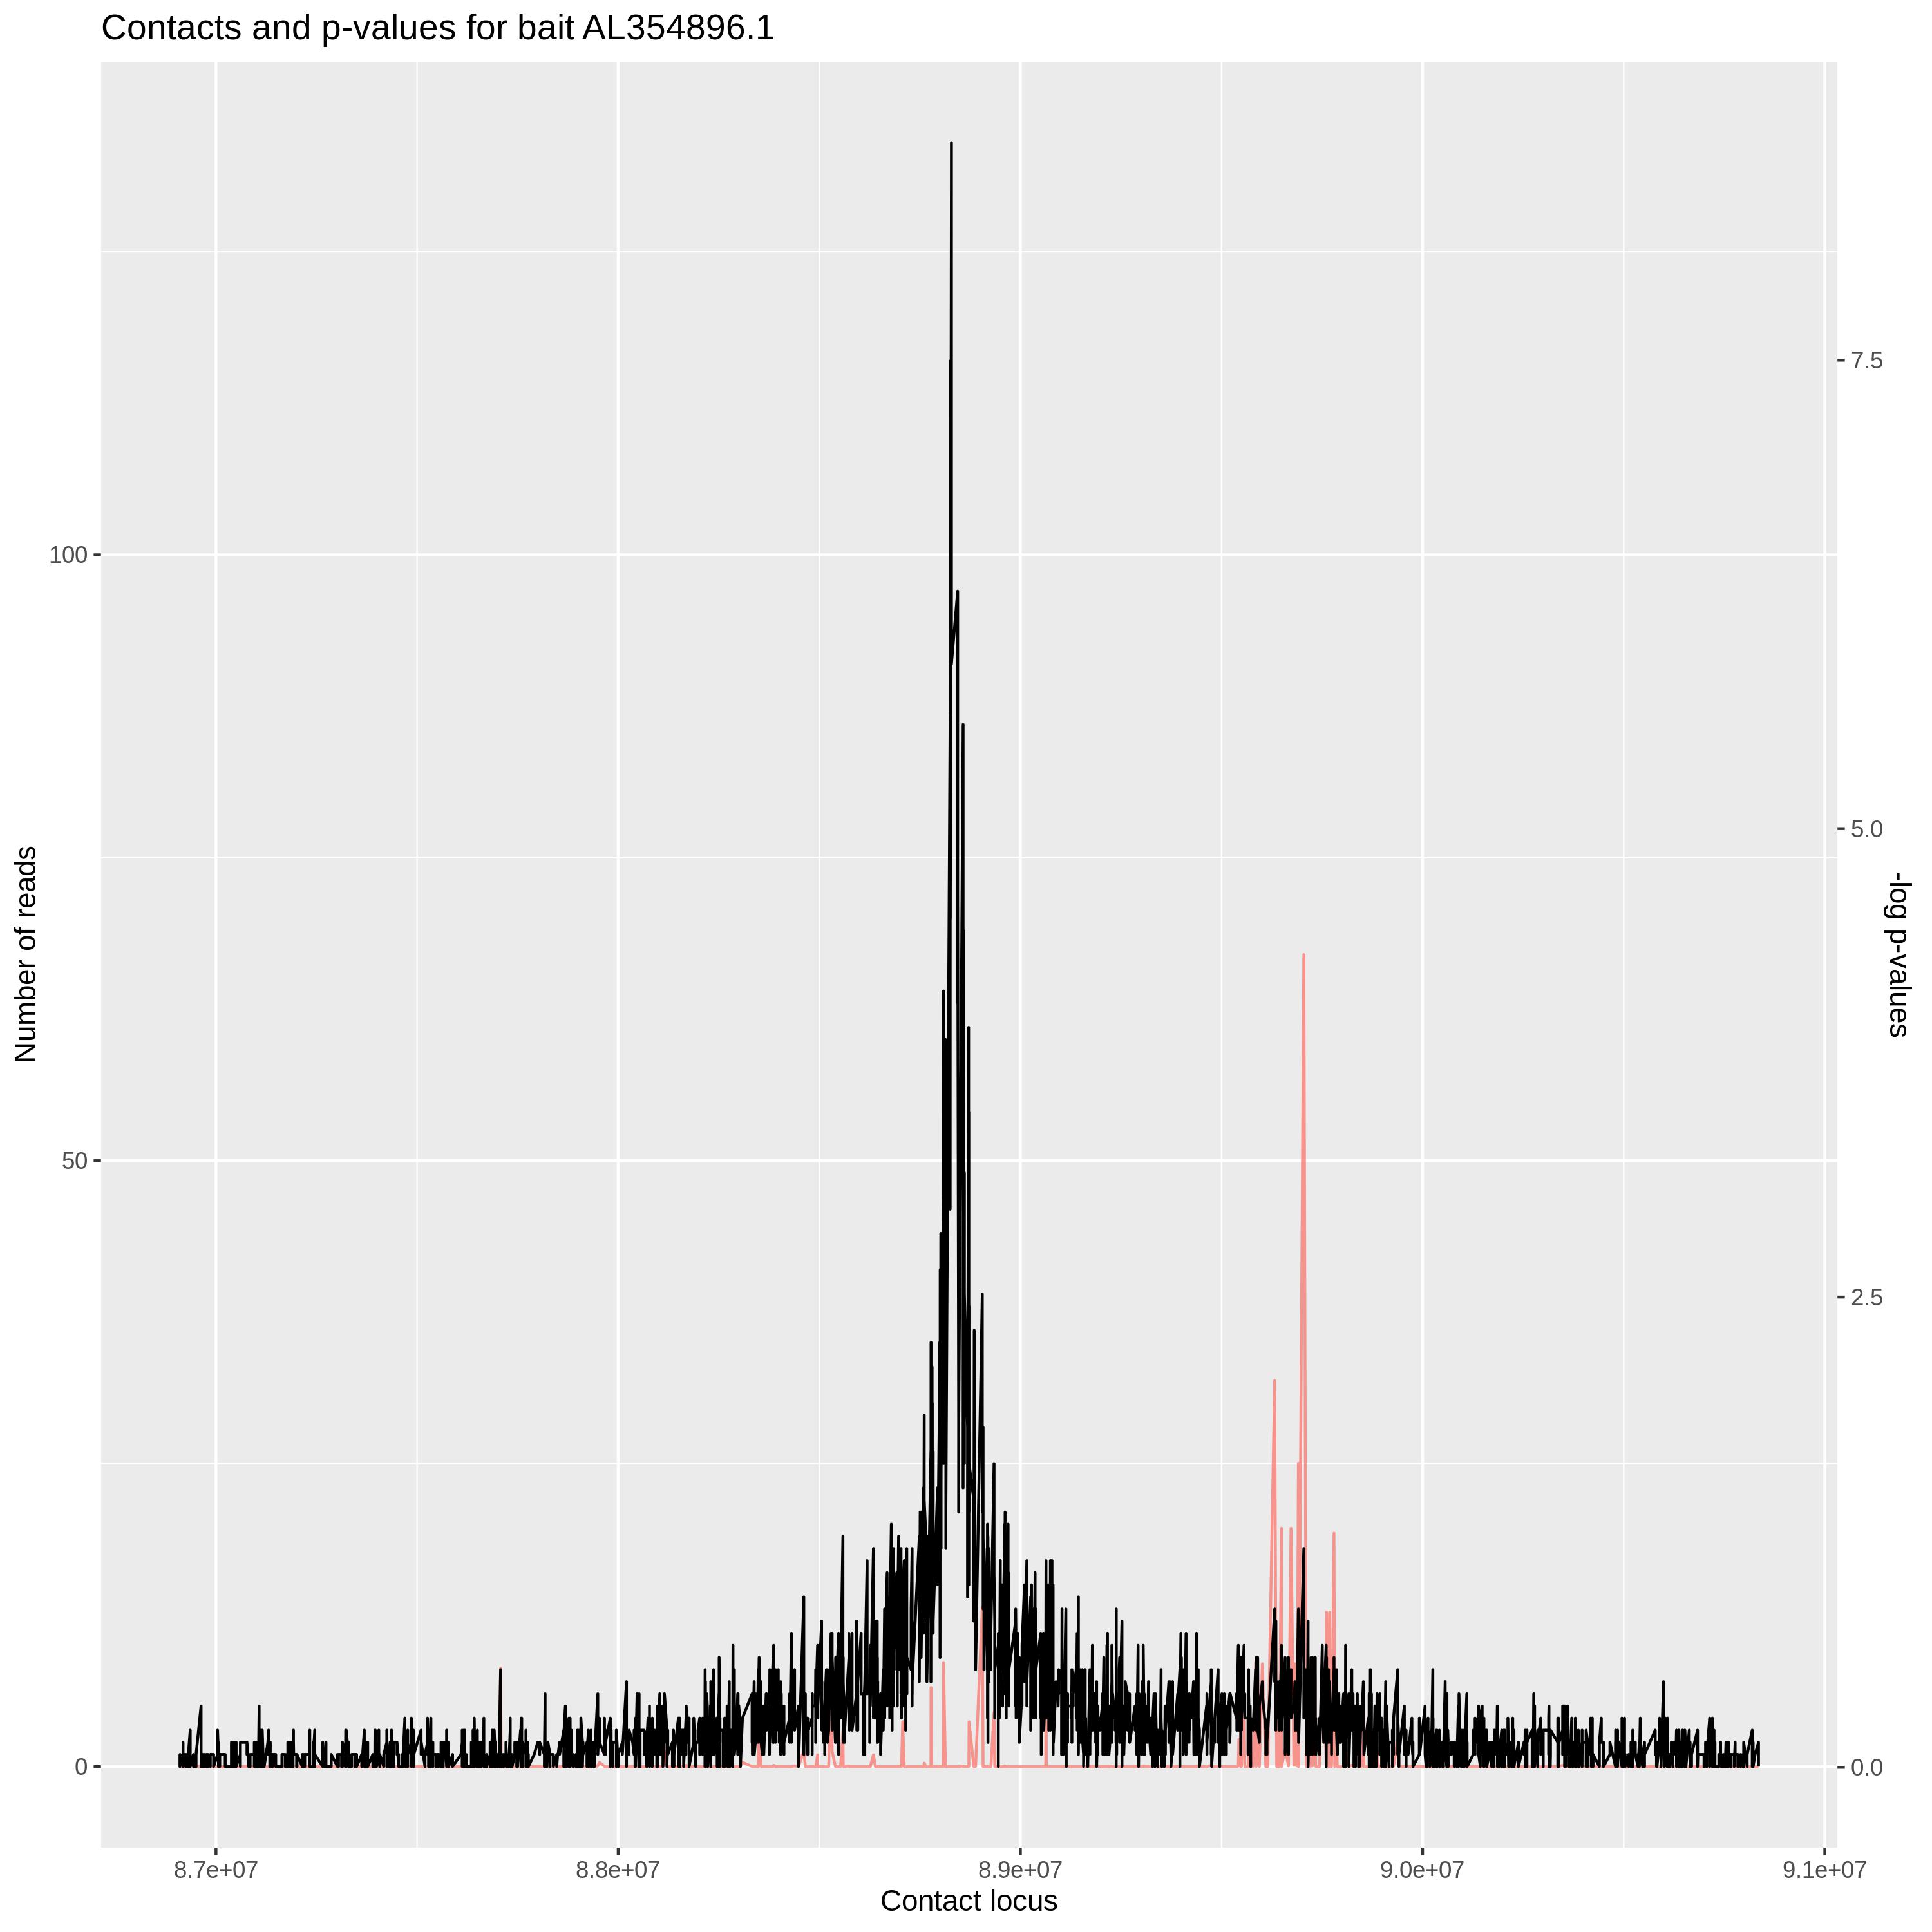 Contacts and p-values for bait AL354896.1
Number of reads
100
50
0
7.5
5.0
2.5
0.0
-log p-values
8.7e+07 8.8e+07 8.9e+07 9.0e+07 9.1e+07
Contact locus